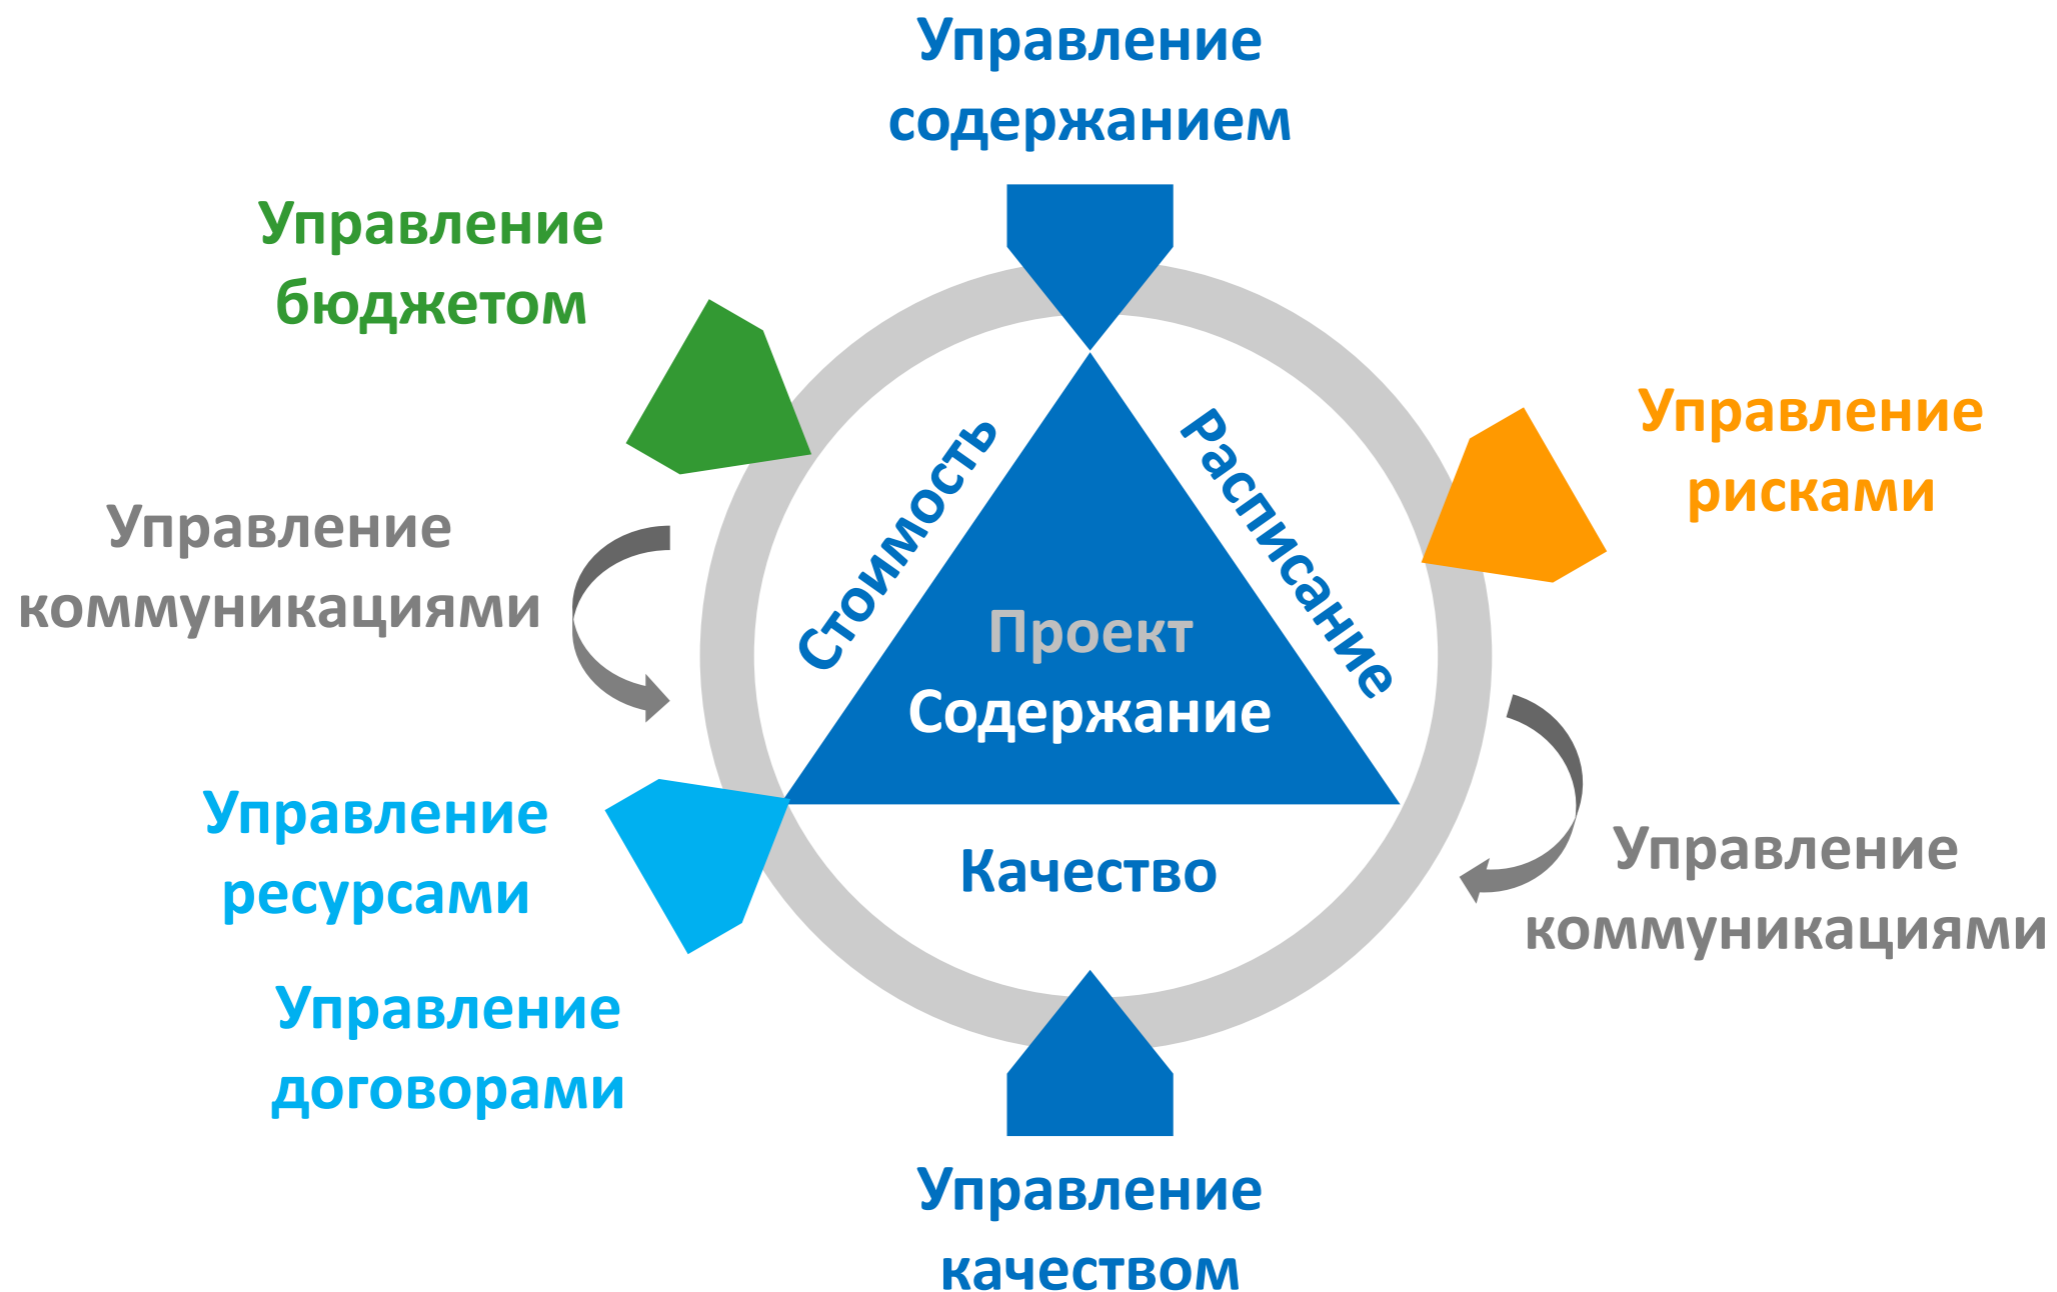 Управление
содержанием
Управление
бюджетом
Управление
рисками
Управление
коммуникациями
Стоимость
Расписание
Проект
Содержание
Управление
ресурсами
Качество
Управление
коммуникациями
Управление
договорами
Управление
качеством